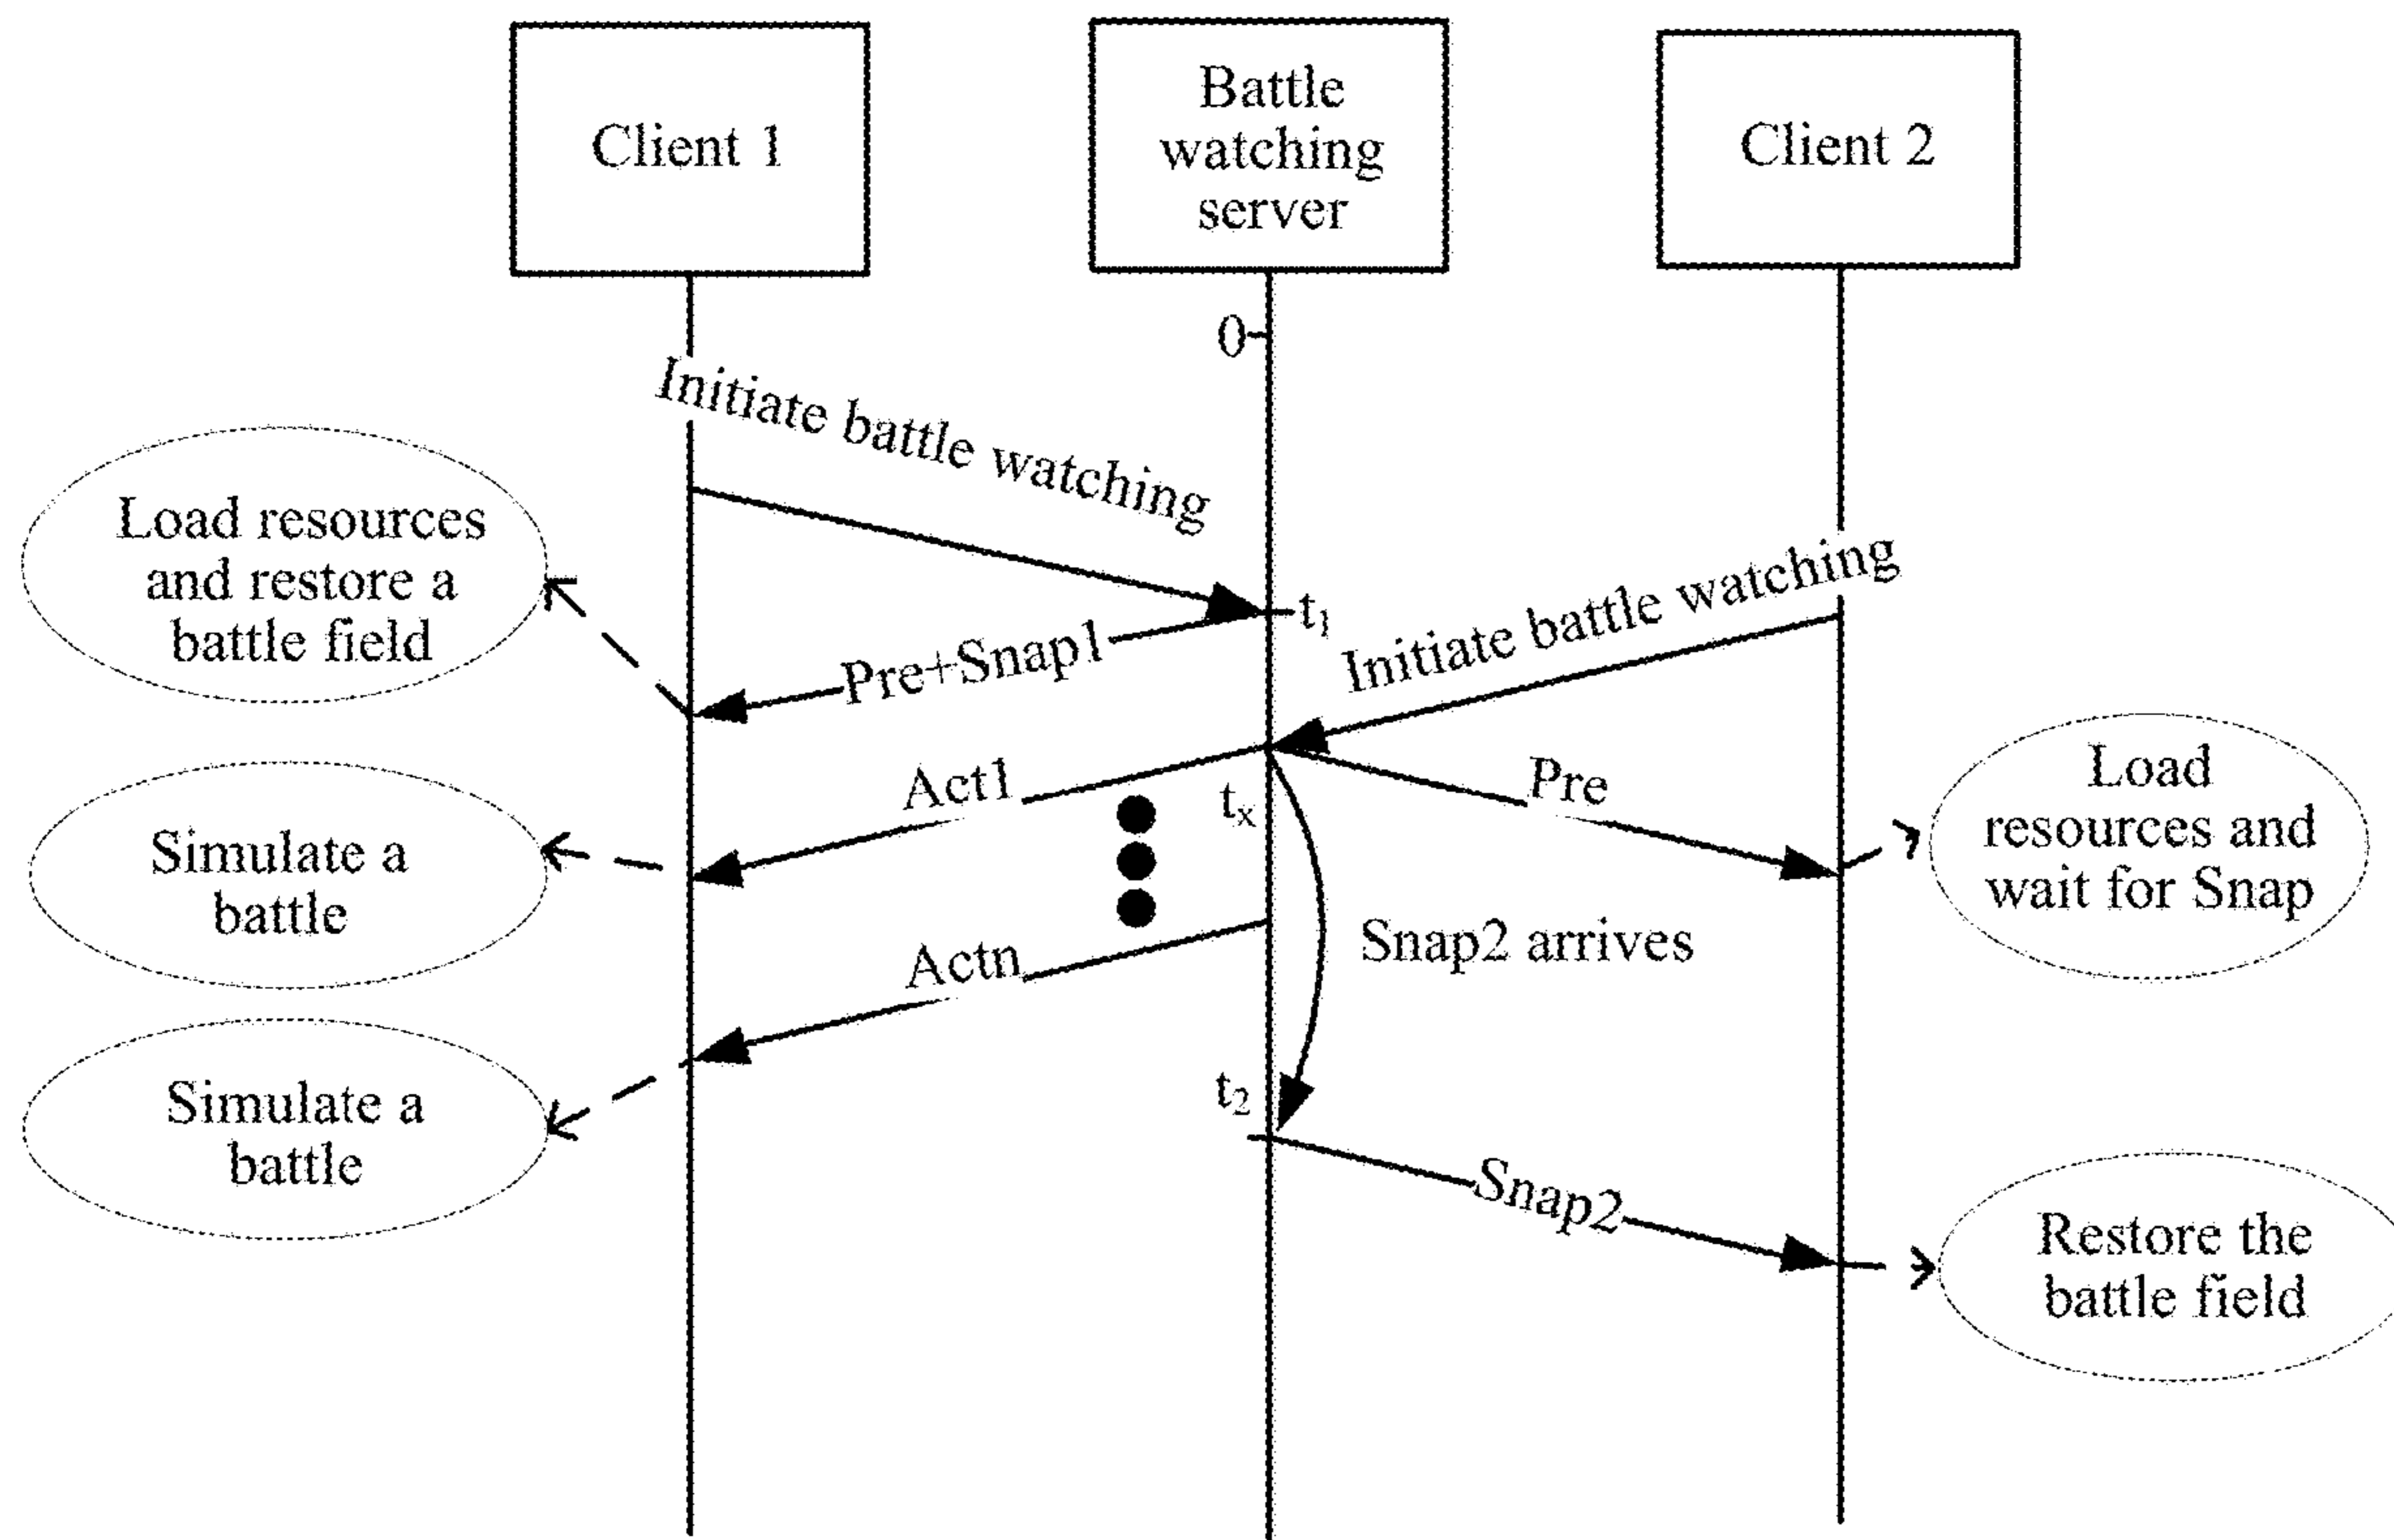 Client 1
Battle
watching
server
Client 2
0
Initiate battle watching
Load resources
and restore a
battle field
t1
Initiate battle watching
Pre+Snap1
Act1
tx
Pre
Load
resources and
wait for Snap
Simulate a
battle
Snap2 arrives
Actn
t2
Simulate a
battle
Snap2
Restore the
battle field